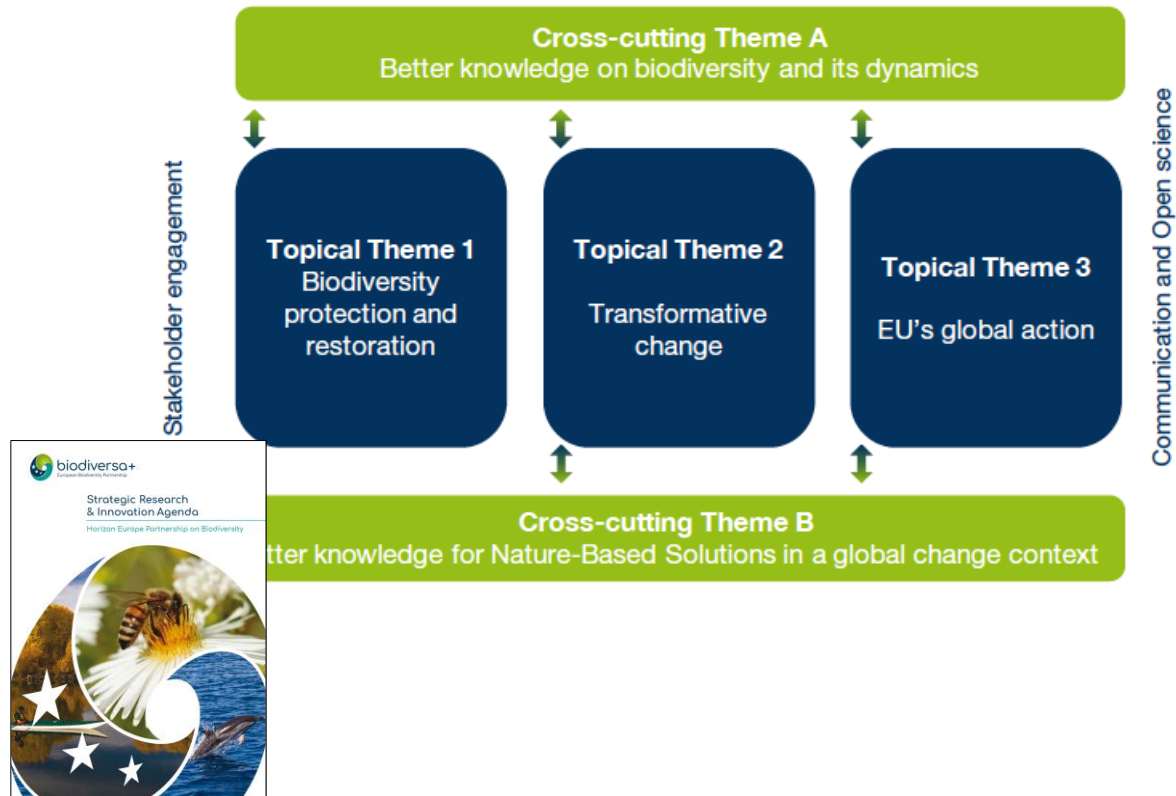 Cross-cutting Theme A
Better knowledge on biodiversity and its dynamics
Stakeholder engagement
Topical Theme 1
Biodiversity
protection and
restoration
Topical Theme 2
Transformative
change
Topical Theme 3
EU's global action
Communication and Open science
Cross-cutting Theme B
tter knowledge for Nature-Based Solutions in a global change context
biodiversa+
European Biodiversity Partnership
Strategic Research
& Innovation Agenda
Horizon Europe Partnership on Biodiversity